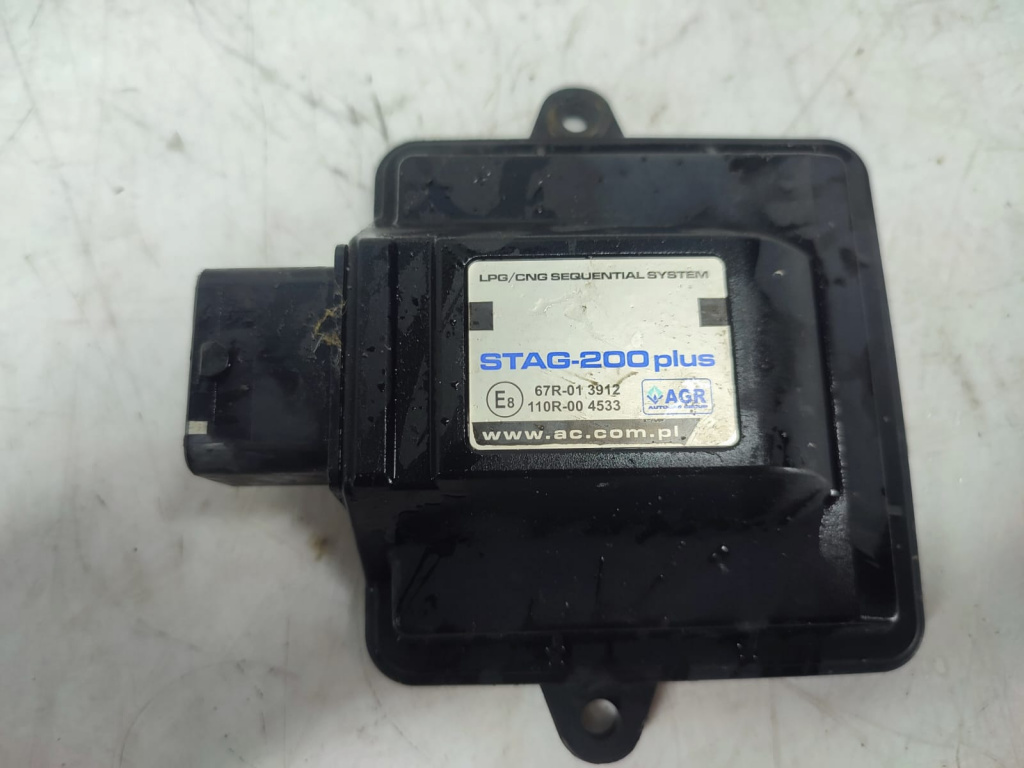 LPG/CNG SEQUENTIAL SYSTEM
STAG-200 plus
E8 67R-01 3912
110R-00 4533
AGR
www.ac.com.pl